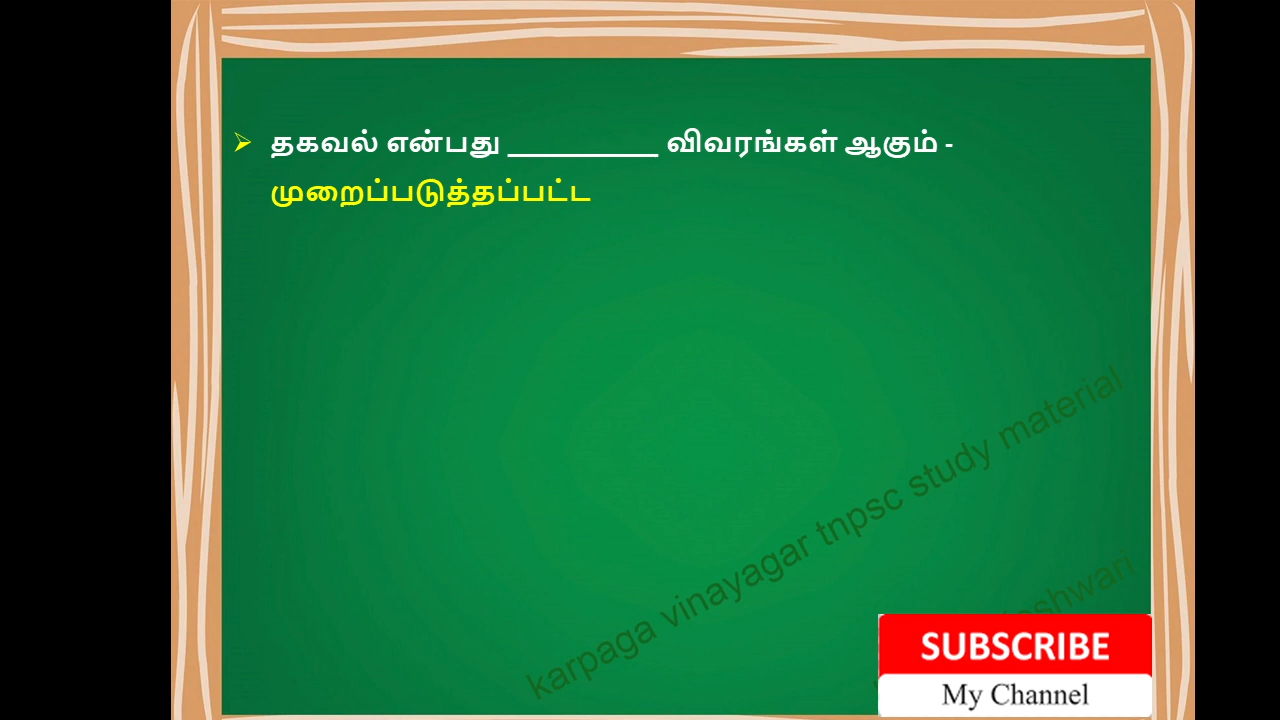 தகவல் என்பது __________ விவரங்கள் ஆகும் -
முறைப்படுத்தப்பட்ட
karpaga vinayagar tnpsc study material
SUBSCRIBE
My Channel